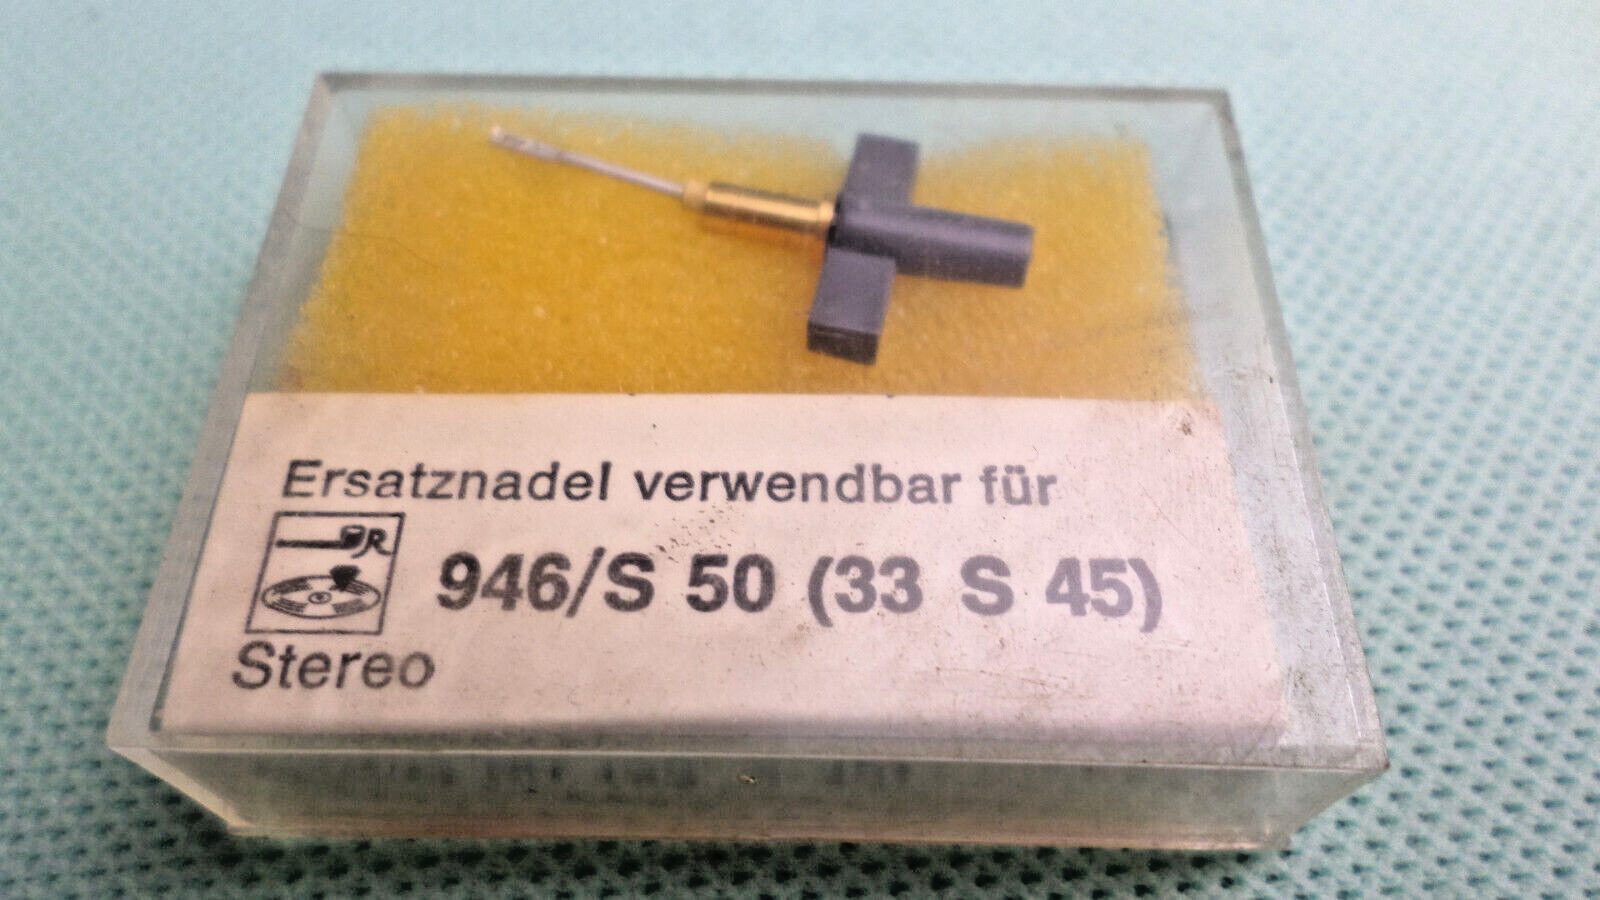 Ersatznadel verwendbar für
R
946/S 50 (33 S 45)
Stereo